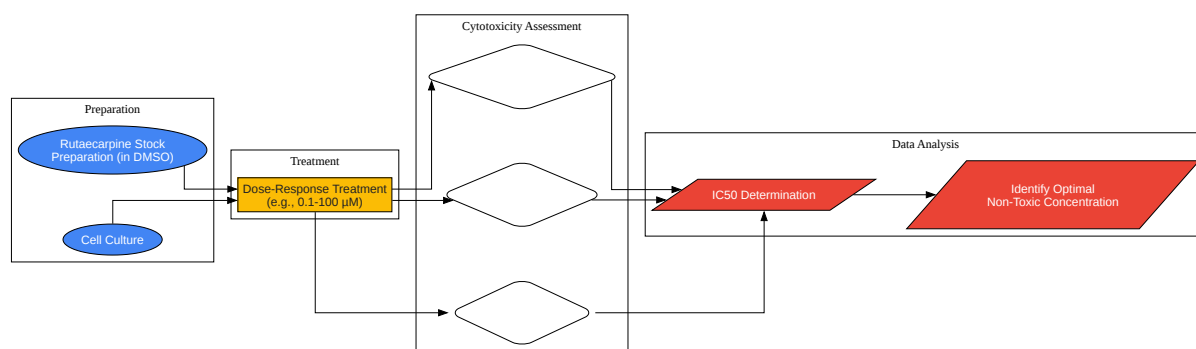 Cytotoxicity Assessment
Preparation
Rutaecarpine Stock
Preparation (in DMSO)
Cell Culture
Treatment
Dose-Response Treatment
(e.g., 0.1-100 µM)
Data Analysis
IC50 Determination
Identify Optimal
Non-Toxic Concentration